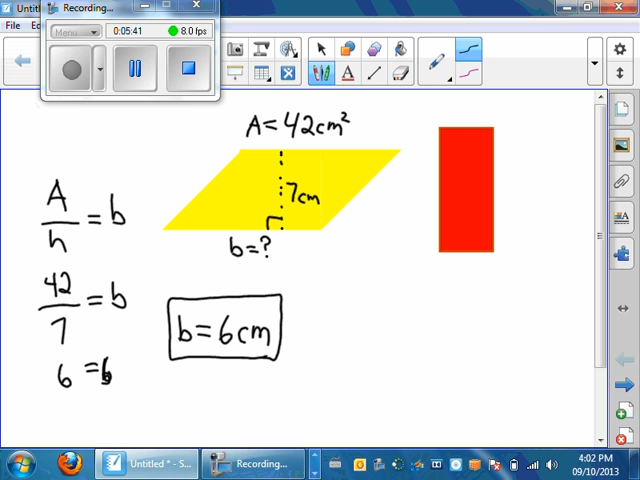 Untitl
Recording...
File
E
Menu
0:05:41
8.0 fps
A
A = 42cm²
7cm
b = ?
A/h = b
42/7 = b
6 = b
b = 6cm
Untitled * - S...
Recording...
4:02 PM
09/10/2013